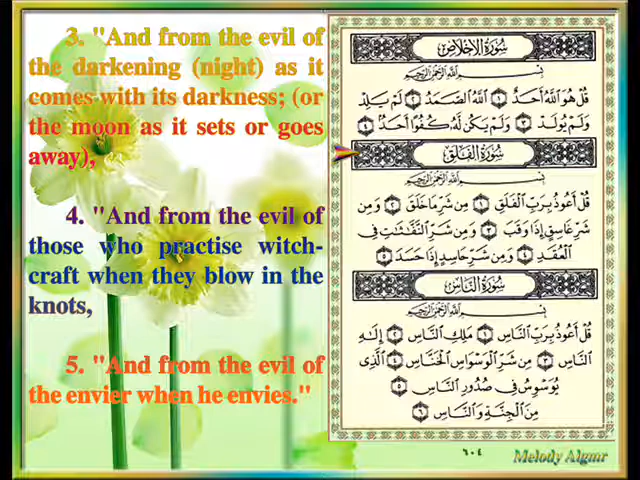 3. "And from the evil of
the darkening (night) as it
comes with its darkness; (or
the moon as it sets or goes
away),
4. "And from the evil of
those who practise witch-
craft when they blow in the
knots,
5. "And from the evil of
the envier when he envies."
سُورَةُ الإِخْلَاصِ
بِسْمِ اللَّهِ الرَّحْمَٰنِ الرَّحِيمِ
قُلْ هُوَ اللَّهُ أَحَدٌ ١ اللَّهُ الصَّمَدُ ٢ لَمْ يَلِدْ
وَلَمْ يُولَدْ ٣ وَلَمْ يَكُن لَّهُ كُفُوًا أَحَدٌ ٤
سُورَةُ الْفَلَقِ
بِسْمِ اللَّهِ الرَّحْمَٰنِ الرَّحِيمِ
قُلْ أَعُوذُ بِرَبِّ الْفَلَقِ ١ مِن شَرِّ مَا خَلَقَ ٢ وَمِن
شَرِّ غَاسِقٍ إِذَا وَقَبَ ٣ وَمِن شَرِّ النَّفَّٰثَٰتِ فِي
الْعُقَدِ ٤ وَمِن شَرِّ حَاسِدٍ إِذَا حَسَدَ ٥
سُورَةُ النَّاسِ
بِسْمِ اللَّهِ الرَّحْمَٰنِ الرَّحِيمِ
قُلْ أَعُوذُ بِرَبِّ النَّاسِ ١ مَلِكِ النَّاسِ ٢ إِلَٰهِ
النَّاسِ ٣ مِن شَرِّ الْوَسْوَاسِ الْخَنَّاسِ ٤ الَّذِي
يُوَسْوِسُ فِي صُدُورِ النَّاسِ ٥
مِنَ الْجِنَّةِ وَالنَّاسِ ٦
٦٠٤
Melody Algmr